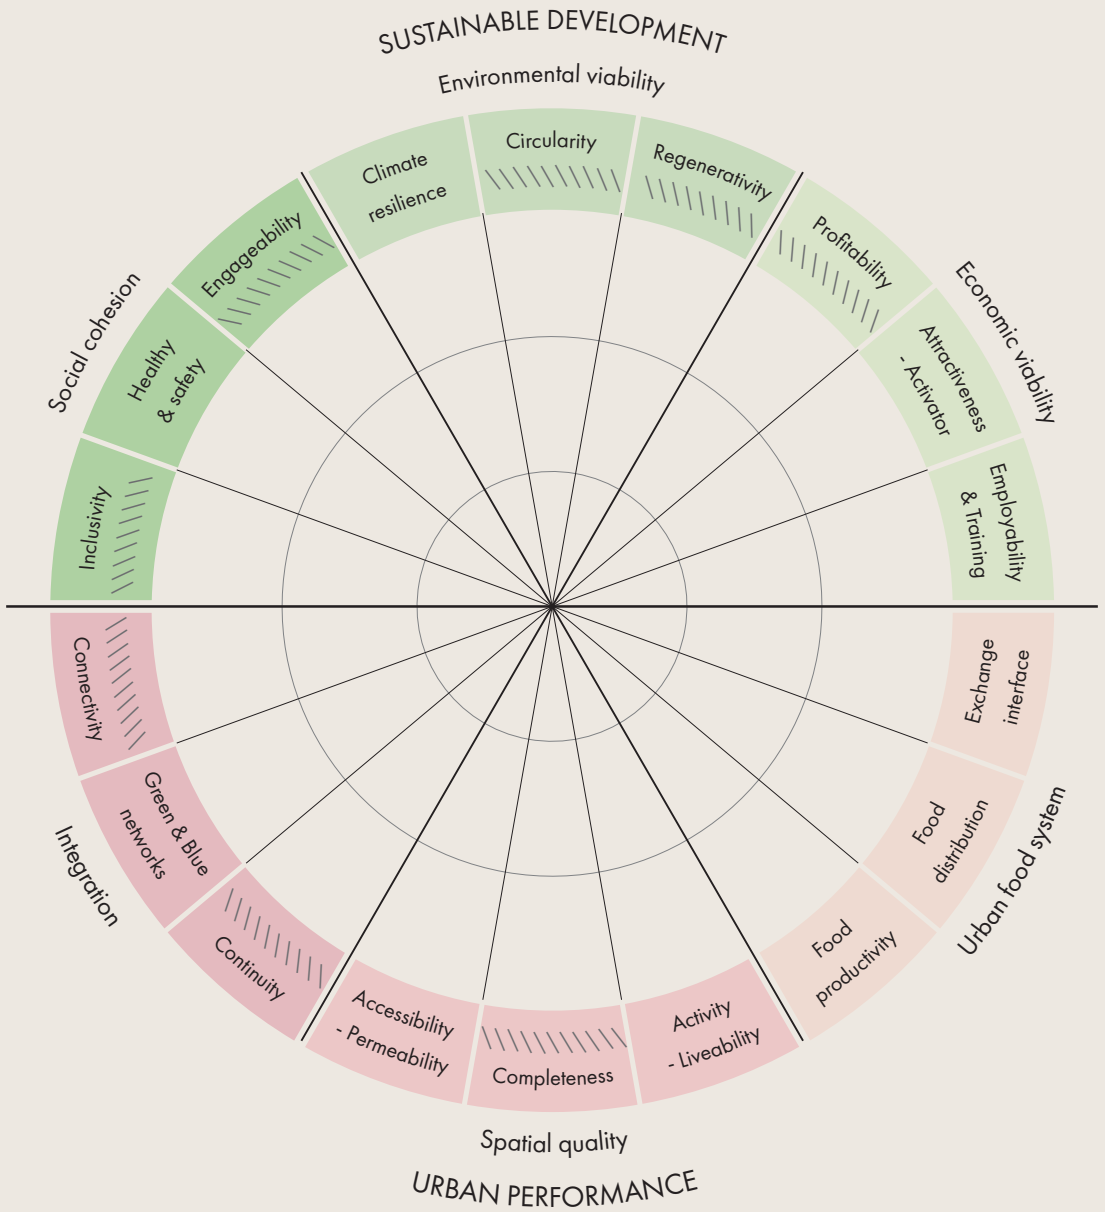 SUSTAINABLE DEVELOPMENT
Environmental viability
Climate
resilience
Circularity
Regenerativity
Economic viability
Profitability
Attractiveness
- Activator
Employability
& Training
Social cohesion
Engageability
Healthy
& safety
Inclusivity
Integration
Connectivity
Green & Blue
networks
Continuity
Accessibility
- Permeability
Completeness
Activity
- Liveability
Urban food system
Exchange
interface
Food
distribution
Food
productivity
Spatial quality
URBAN PERFORMANCE